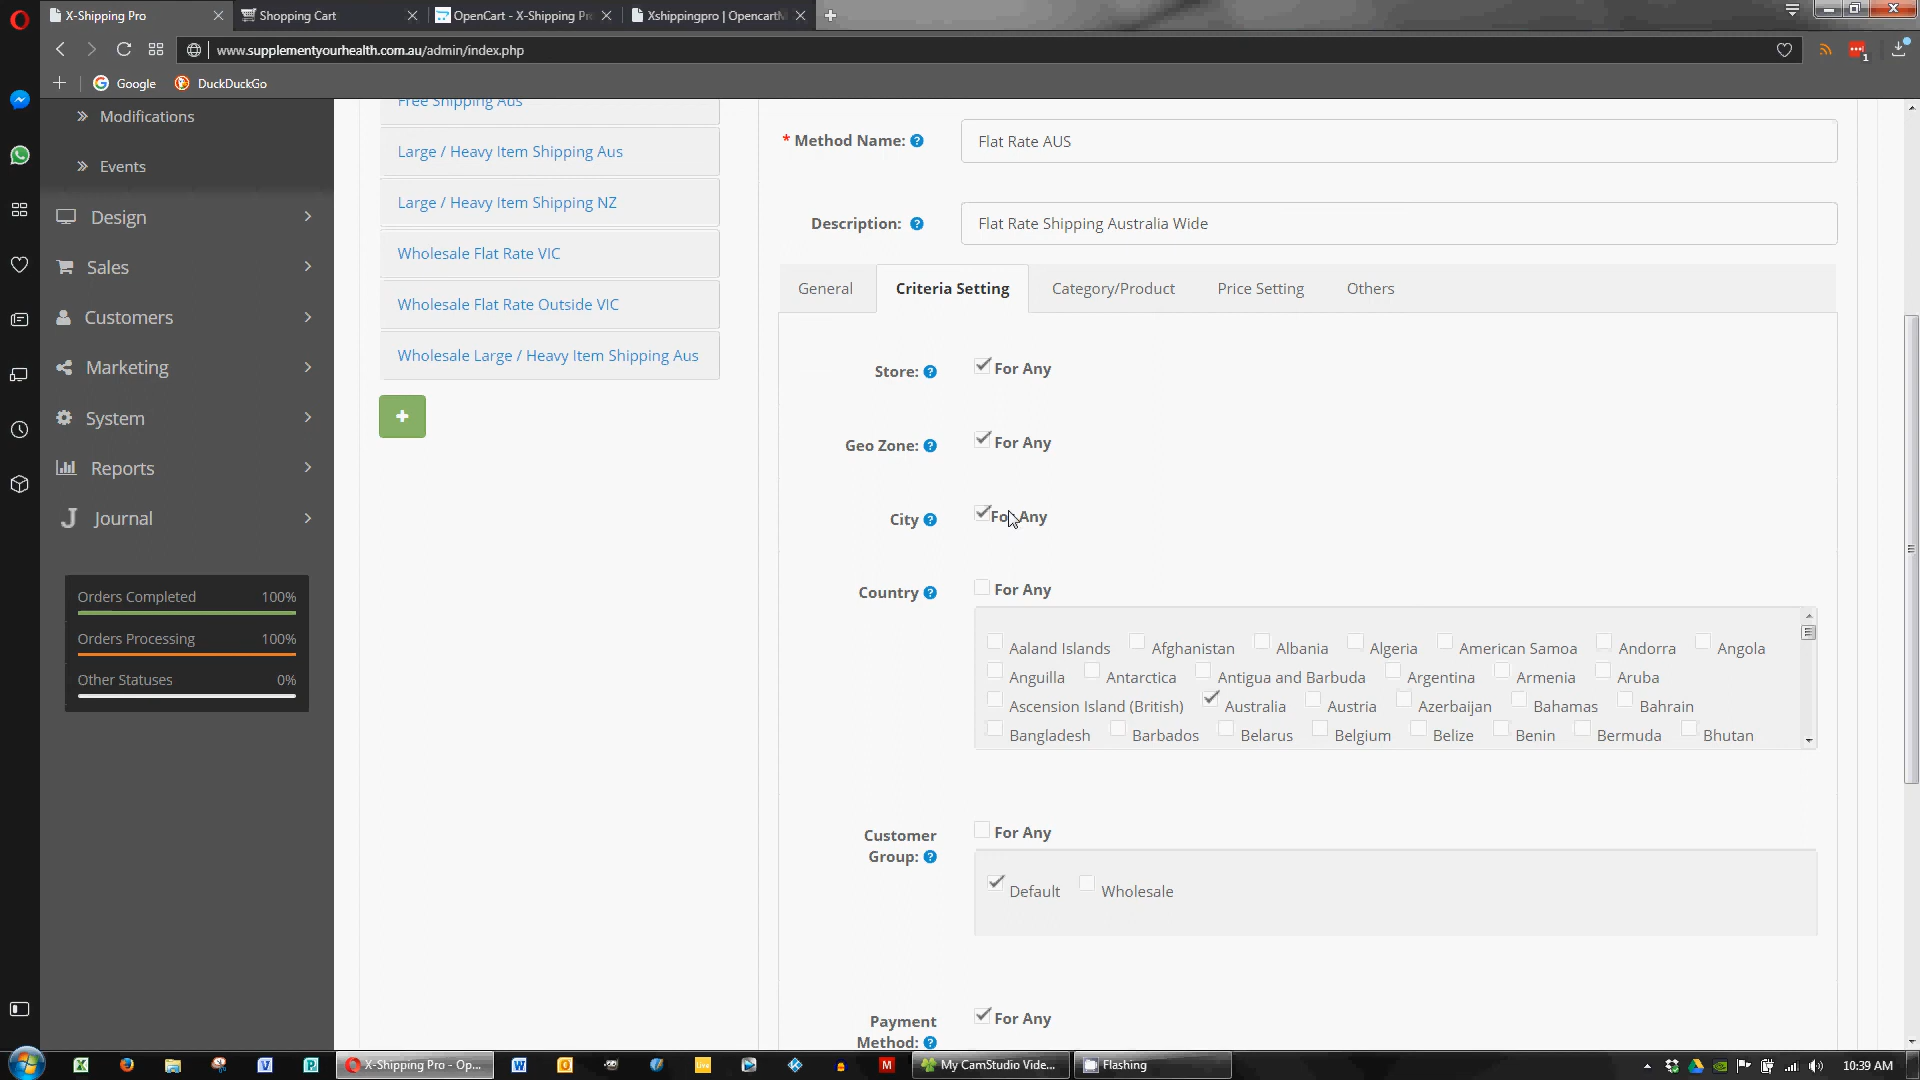 X-Shipping Pro
Shopping Cart
OpenCart - X-Shipping Pr
Xshippingpro | OpencartM
www.supplementyourhealth.com.au/admin/index.php
1
Google
DuckDuckGo
Modifications
Events
Design
Sales
Customers
Marketing
System
Reports
Journal
Orders Completed 100%
Orders Processing 100%
Other Statuses 0%
Free Shipping Aus
Large / Heavy Item Shipping Aus
Large / Heavy Item Shipping NZ
Wholesale Flat Rate VIC
Wholesale Flat Rate Outside VIC
Wholesale Large / Heavy Item Shipping Aus
* Method Name: Flat Rate AUS
Description: Flat Rate Shipping Australia Wide
General Criteria Setting Category/Product Price Setting Others
Store: For Any
Geo Zone: For Any
City For Any
Country For Any
Aaland Islands Afghanistan Albania Algeria American Samoa Andorra Angola
Anguilla Antarctica Antigua and Barbuda Argentina Armenia Aruba
Ascension Island (British) Australia Austria Azerbaijan Bahamas Bahrain
Bangladesh Barbados Belarus Belgium Belize Benin Bermuda Bhutan
Customer
Group:
For Any
Default Wholesale
Payment
Method:
For Any
X-Shipping Pro - Op...
My CamStudio Vide...
Flashing
10:39 AM